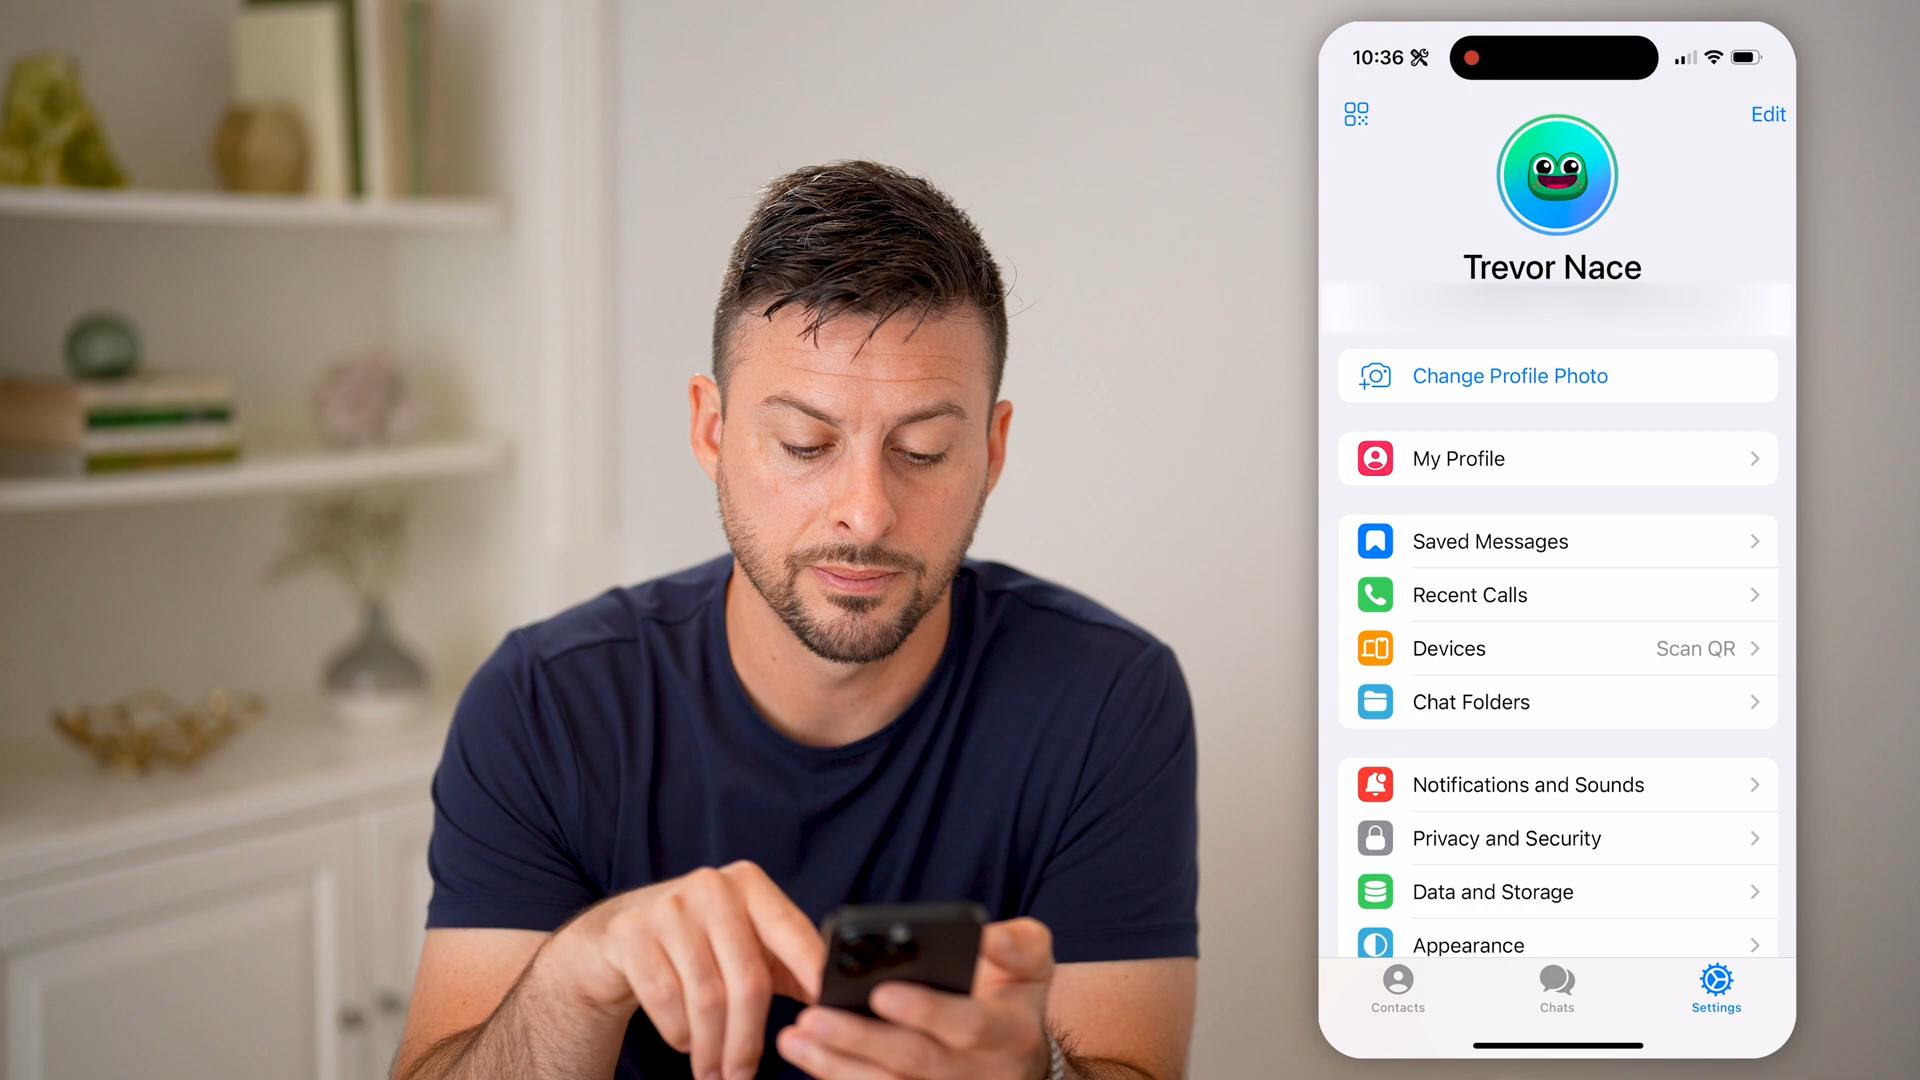 10:36
Edit
Trevor Nace
Change Profile Photo
My Profile
Saved Messages
Recent Calls
Devices Scan QR
Chat Folders
Notifications and Sounds
Privacy and Security
Data and Storage
Appearance
Contacts Chats Settings